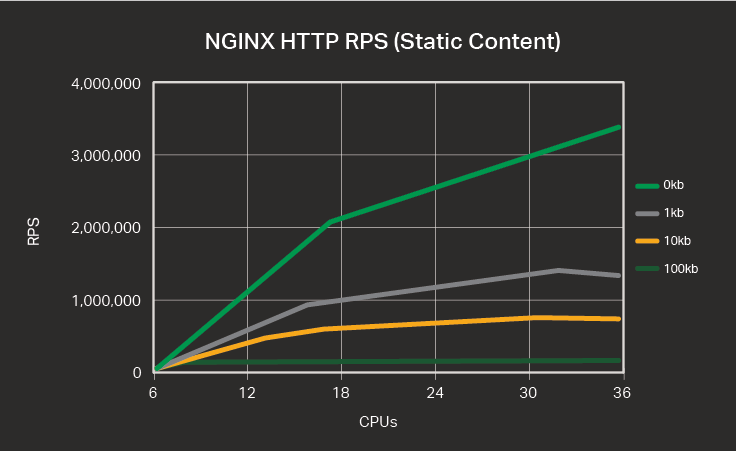 NGINX HTTP RPS (Static Content)
4,000,000
3,000,000
2,000,000
1,000,000
0
RPS
6 12 18 24 30 36
CPUs
0kb
1kb
10kb
100kb